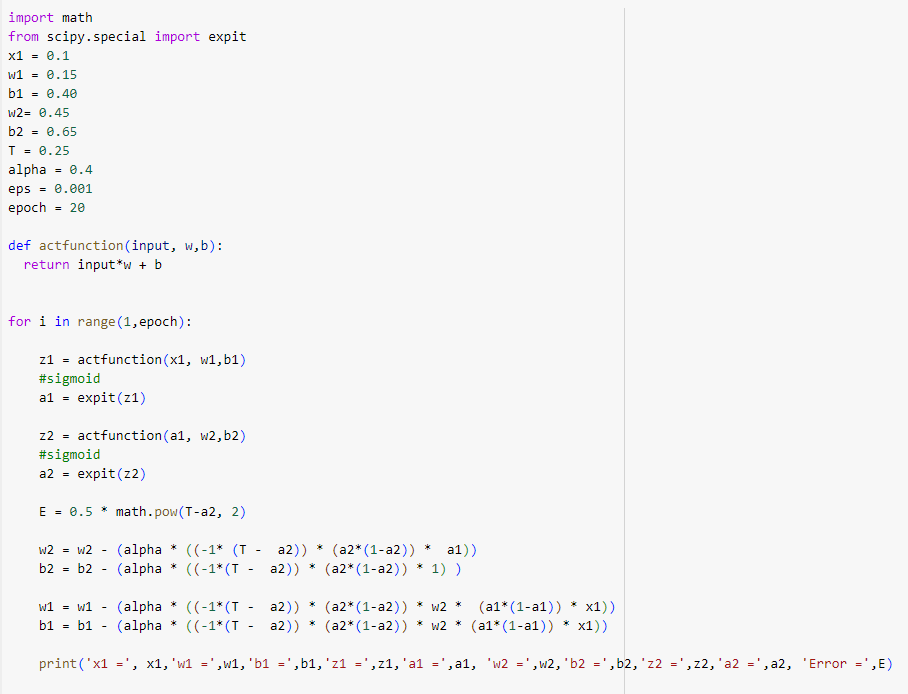 import math
from scipy.special import expit
x1 = 0.1
w1 = 0.15
b1 = 0.40
w2= 0.45
b2 = 0.65
T = 0.25
alpha = 0.4
eps = 0.001
epoch = 20
def actfunction(input, w,b):
  return input*w + b
for i in range(1,epoch):
    z1 = actfunction(x1, w1,b1)
    #sigmoid
    a1 = expit(z1)
    z2 = actfunction(a1, w2,b2)
    #sigmoid
    a2 = expit(z2)
    E = 0.5 * math.pow(T-a2, 2)
    w2 = w2 - (alpha * ((-1* (T -  a2)) * (a2*(1-a2)) *  a1))
    b2 = b2 - (alpha * ((-1*(T -  a2)) * (a2*(1-a2)) * 1) )
    w1 = w1 - (alpha * ((-1*(T -  a2)) * (a2*(1-a2)) * w2 *  (a1*(1-a1)) * x1))
    b1 = b1 - (alpha * ((-1*(T -  a2)) * (a2*(1-a2)) * w2 * (a1*(1-a1)) * x1))
    print('x1 =', x1,'w1 =',w1,'b1 =',b1,'z1 =',z1,'a1 =',a1, 'w2 =',w2,'b2 =',b2,'z2 =',z2,'a2 =',a2, 'Error =',E)